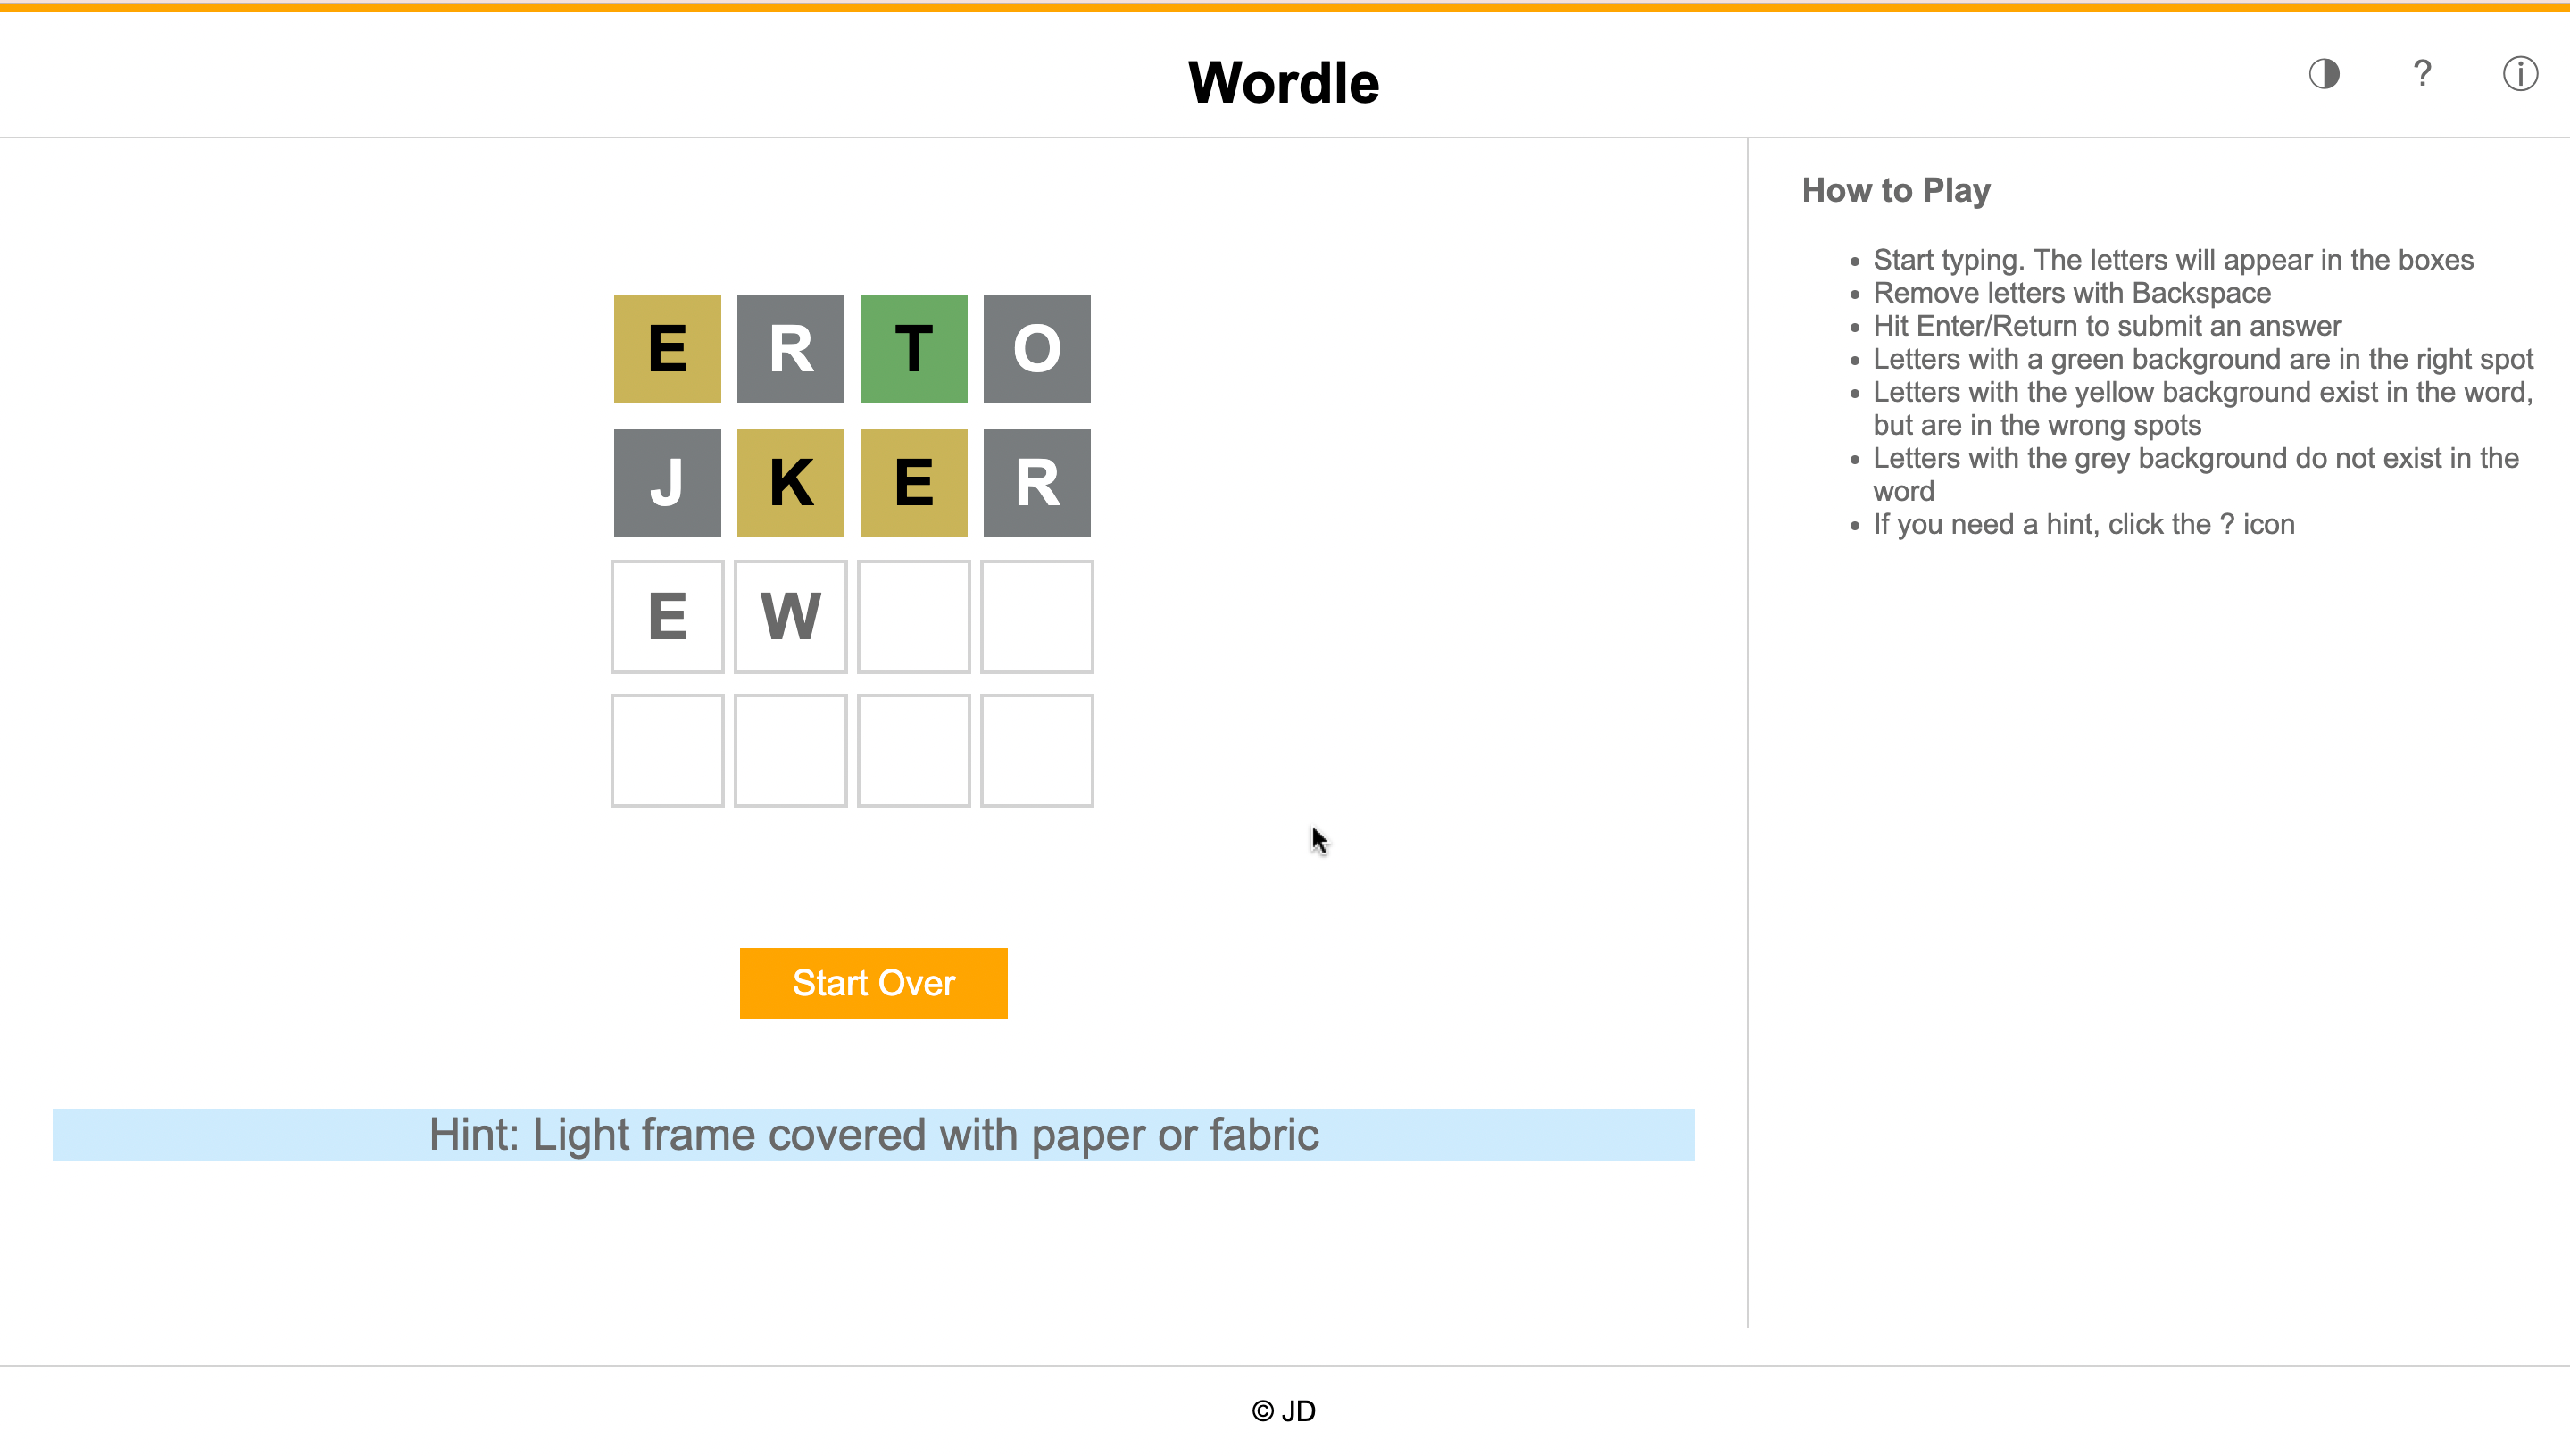 Wordle
?
How to Play
Start typing. The letters will appear in the boxes
Remove letters with Backspace
Hit Enter/Return to submit an answer
Letters with a green background are in the right spot
Letters with the yellow background exist in the word,
but are in the wrong spots
Letters with the grey background do not exist in the
word
If you need a hint, click the ? icon
E R T O
J K E R
E W
Start Over
Hint: Light frame covered with paper or fabric
© JD